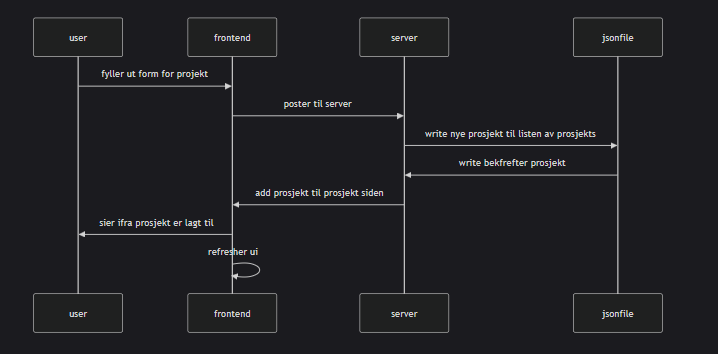 user
frontend
server
jsonfile
fyller ut form for projekt
poster til server
write nye prosjekt til listen av prosjekts
write bekfrefter prosjekt
add prosjekt til prosjekt siden
sier ifra prosjekt er lagt til
refresher ui
user
frontend
server
jsonfile